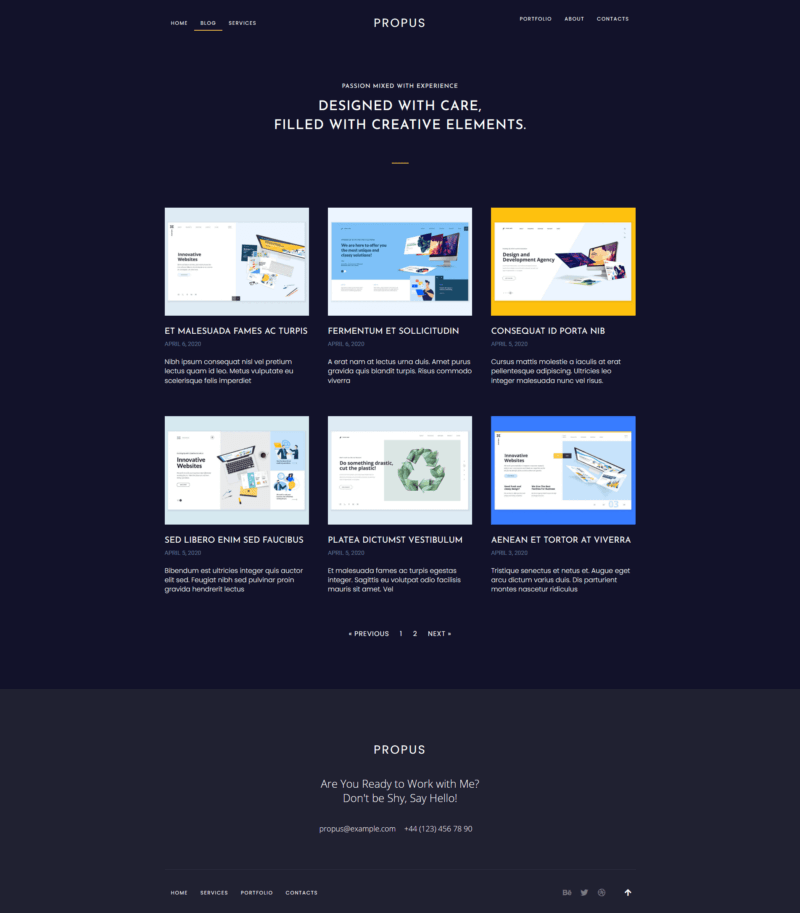 HOME BLOG SERVICES PROPUS PORTFOLIO ABOUT CONTACTS
PASSION MIXED WITH EXPERIENCE
DESIGNED WITH CARE,
FILLED WITH CREATIVE ELEMENTS.
Innovative
Websites
We are here to offer you
the most unique and
classy solutions!
Design and
Development Agency
ET MALESUADA FAMES AC TURPIS
APRIL 6, 2020
Nibh ipsum consequat nisl vel pretium
lectus quam id leo. Metus vulputate eu
scelerisque felis imperdiet
FERMENTUM ET SOLLICITUDIN
APRIL 6, 2020
A erat nam at lectus urna duis. Amet purus
gravida quis blandit turpis. Risus commodo
viverra
CONSEQUAT ID PORTA NIB
APRIL 5, 2020
Cursus mattis molestie a iaculis at erat
pellentesque adipiscing. Ultricies leo
integer malesuada nunc vel risus.
Innovative
Websites
Do something drastic,
cut the plastic!
Innovative
Websites
SED LIBERO ENIM SED FAUCIBUS
APRIL 5, 2020
Bibendum est ultricies integer quis auctor
elit sed. Feugiat nibh sed pulvinar proin
gravida hendrerit lectus
PLATEA DICTUMST VESTIBULUM
APRIL 5, 2020
Et malesuada fames ac turpis egestas
integer. Sagittis eu volutpat odio facilisis
mauris sit amet. Vel
AENEAN ET TORTOR AT VIVERRA
APRIL 3, 2020
Tristique senectus et netus et. Augue eget
arcu dictum varius duis. Dis parturient
montes nascetur ridiculus
« PREVIOUS 1 2 NEXT »
PROPUS
Are You Ready to Work with Me?
Don't be Shy, Say Hello!
propus@example.com +44 (123) 456 78 90
HOME SERVICES PORTFOLIO CONTACTS